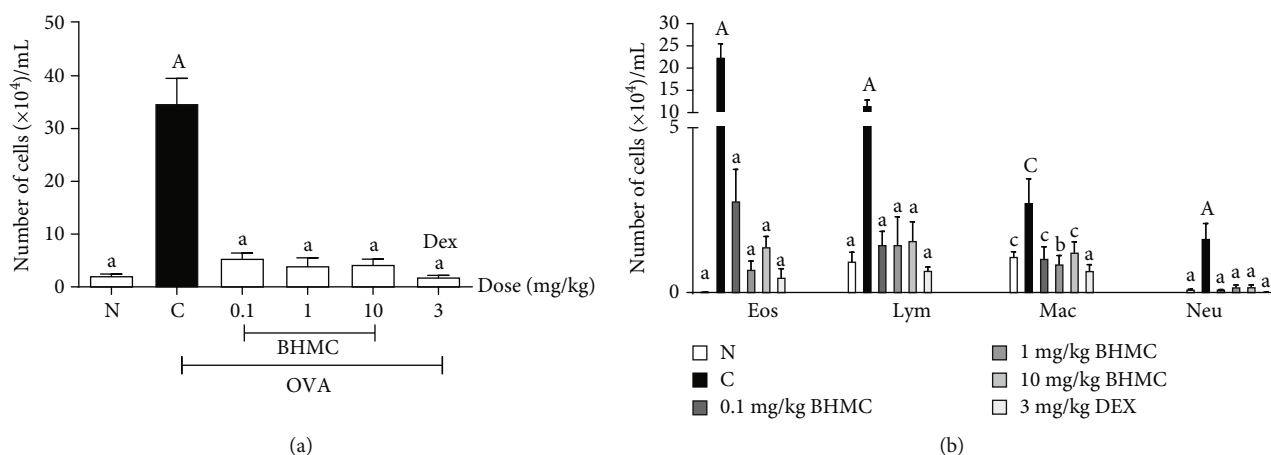 50
40
30
20
10
0
Number of cells (×10⁴)/mL
a
A
a
a
a
Dex
a
N
C
0.1
1
10
3
Dose (mg/kg)
BHMC
OVA
(a)
30
25
20
15
10
5
0
Number of cells (×10⁴)/mL
a A a a a a
a A a a a a
c C c b c a
a A a a a a
Eos Lym Mac Neu
N
C
0.1 mg/kg BHMC
1 mg/kg BHMC
10 mg/kg BHMC
3 mg/kg DEX
(b)